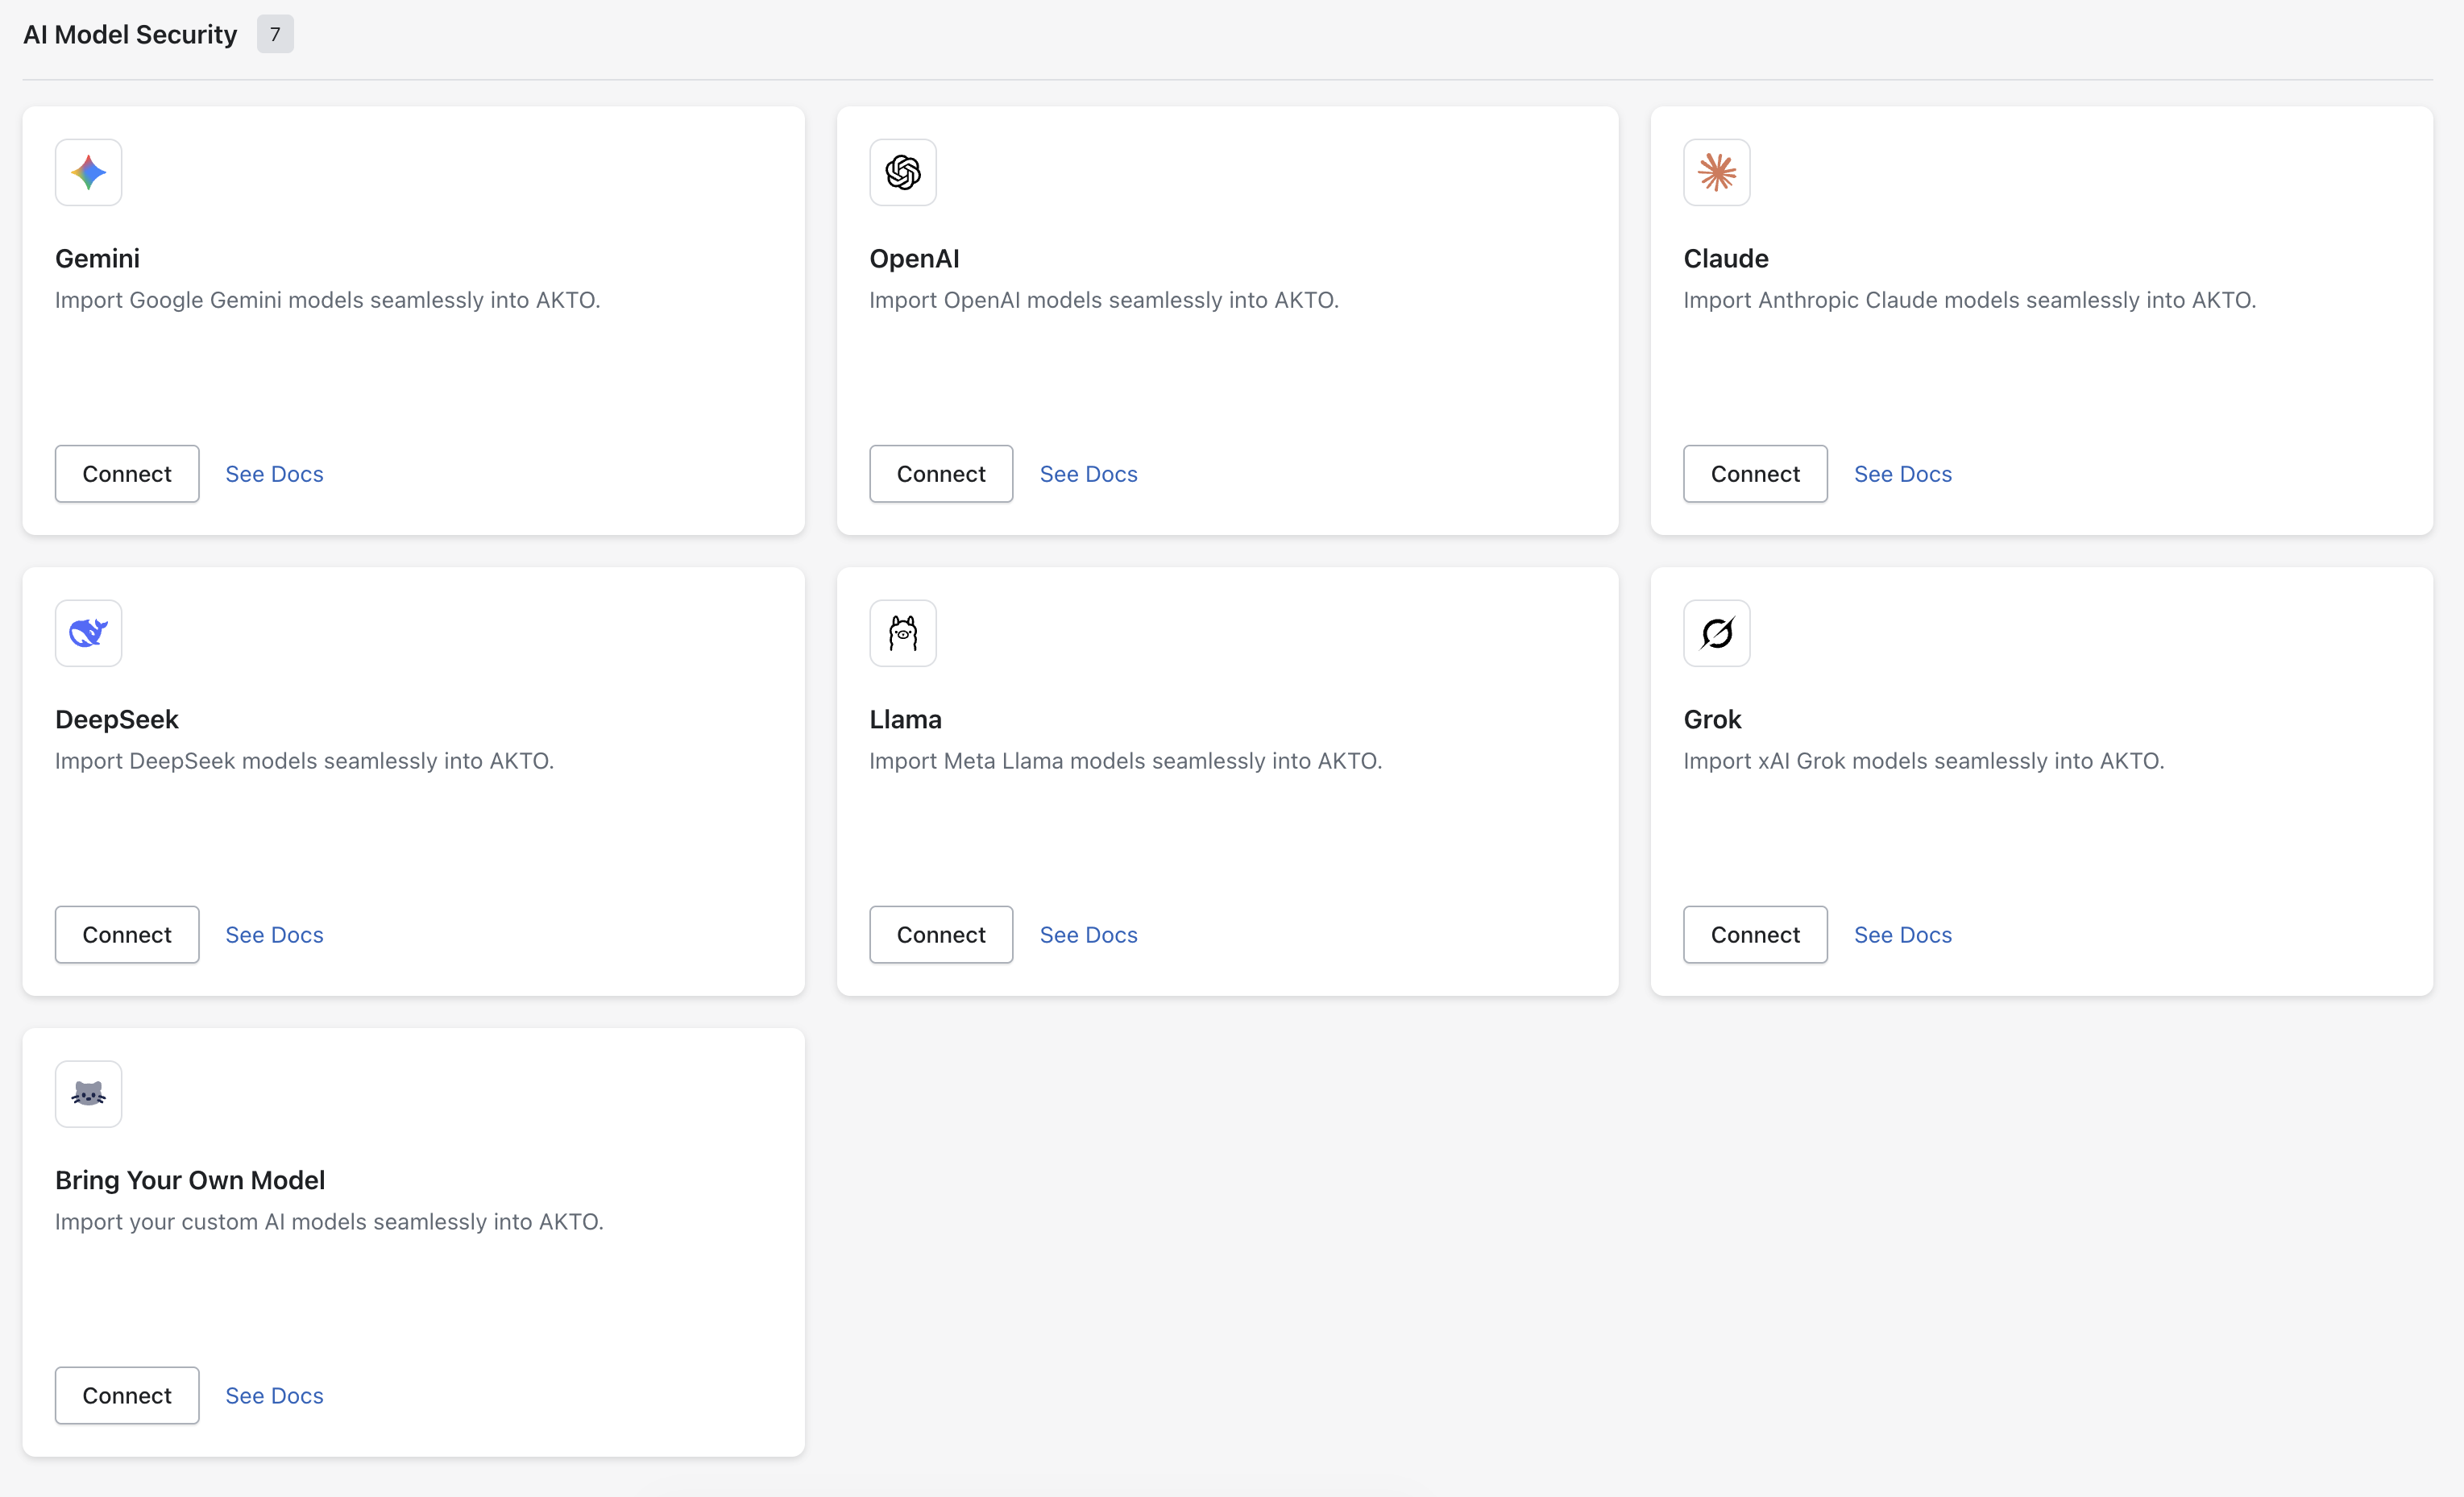 AI Model Security 7
Gemini
Import Google Gemini models seamlessly into AKTO.
Connect See Docs
OpenAI
Import OpenAI models seamlessly into AKTO.
Connect See Docs
Claude
Import Anthropic Claude models seamlessly into AKTO.
Connect See Docs
DeepSeek
Import DeepSeek models seamlessly into AKTO.
Connect See Docs
Llama
Import Meta Llama models seamlessly into AKTO.
Connect See Docs
Grok
Import xAI Grok models seamlessly into AKTO.
Connect See Docs
Bring Your Own Model
Import your custom AI models seamlessly into AKTO.
Connect See Docs